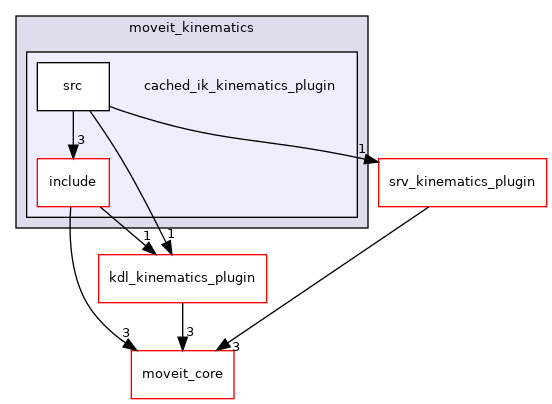 moveit_kinematics
src
cached_ik_kinematics_plugin
3
1
include
srv_kinematics_plugin
1
1
kdl_kinematics_plugin
3
3
3
moveit_core